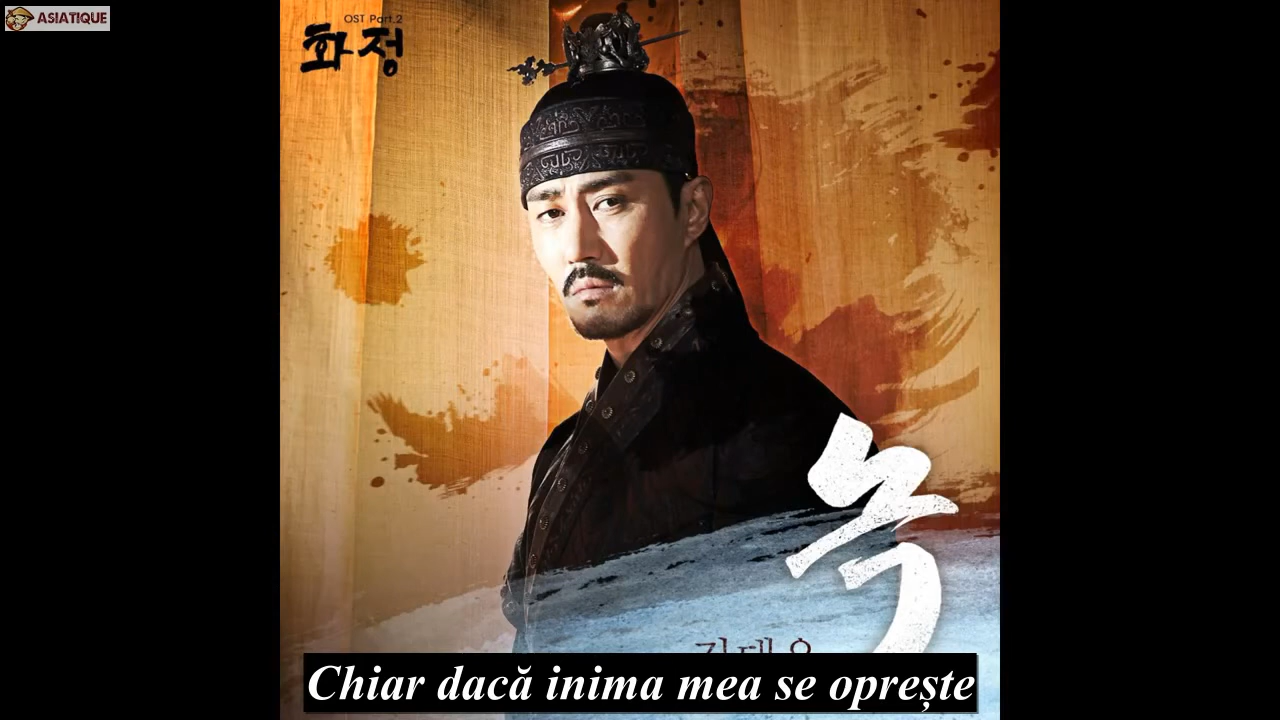 ASIATIQUE
OST Part.2
화정
녹
Chiar dacă inima mea se oprește